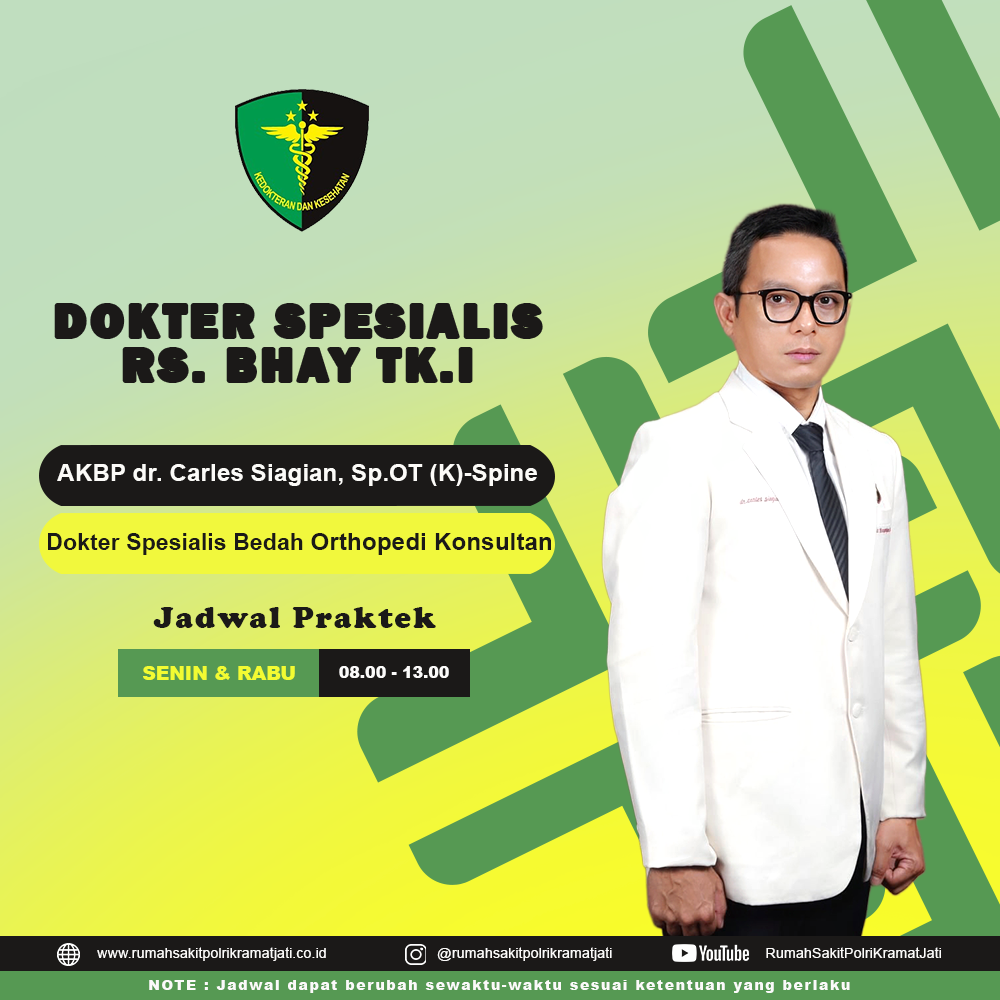 KEDOKTERAN DAN KESEHATAN
DOKTER SPESIALIS
RS. BHAY TK.I
AKBP dr. Carles Siagian, Sp.OT (K)-Spine
Dokter Spesialis Bedah Orthopedi Konsultan
Jadwal Praktek
SENIN & RABU 08.00 - 13.00
www.rumahsakitpolrikramatjati.co.id @rumahsakitpolrikramatjati YouTube RumahSakitPolriKramatJati
NOTE : Jadwal dapat berubah sewaktu-waktu sesuai ketentuan yang berlaku